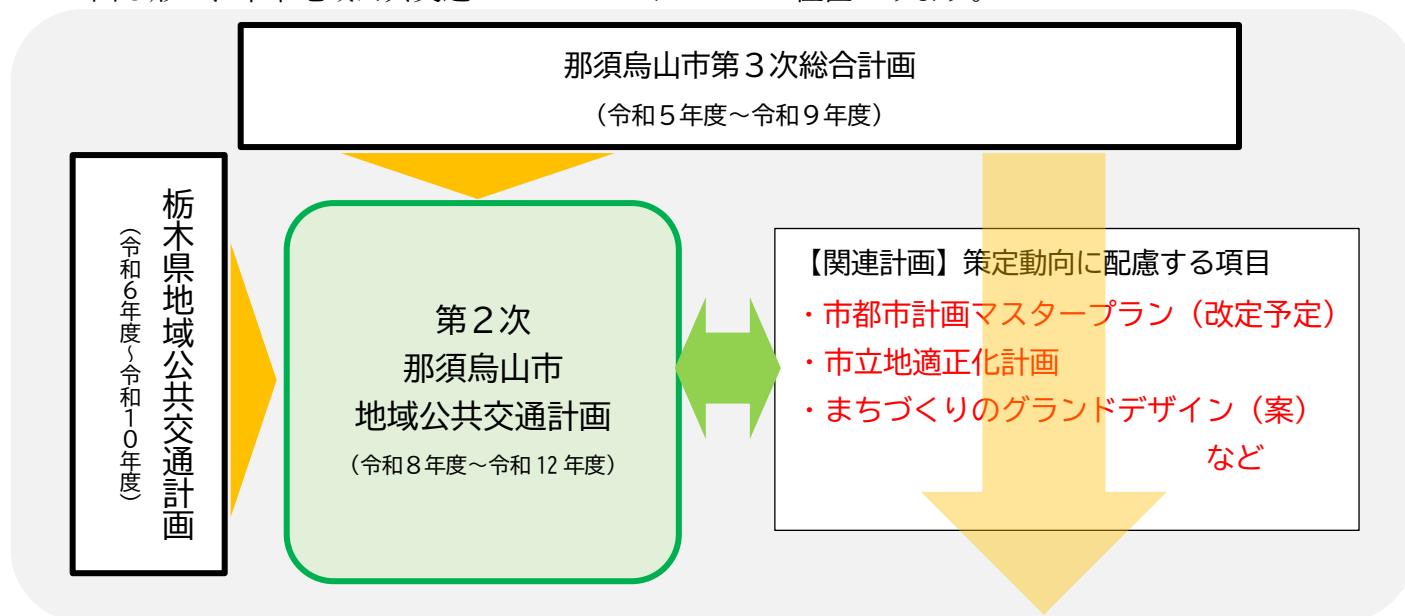 那須烏山市第３次総合計画
（令和５年度～令和９年度）
栃木県地域公共交通計画
（令和６年度～令和１０年度）
第２次
那須烏山市
地域公共交通計画
（令和８年度～令和 12 年度）
【関連計画】策定動向に配慮する項目
・市都市計画マスタープラン（改定予定）
・市立地適正化計画
・まちづくりのグランドデザイン（案）
など